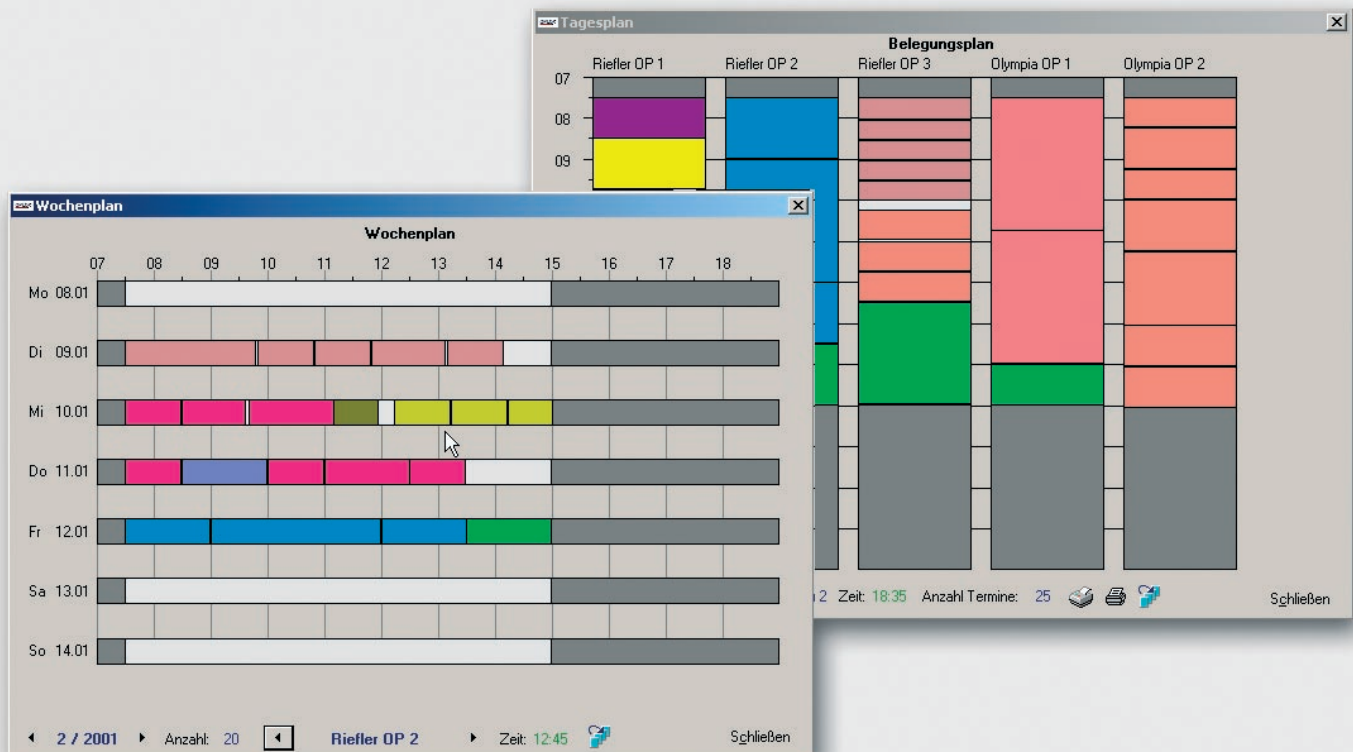 Tagesplan
Belegungsplan
Riefler OP 1 Riefler OP 2 Riefler OP 3 Olympia OP 1 Olympia OP 2
07
08
09
2 Zeit: 18:35 Anzahl Termine: 25
Schließen
Wochenplan
Wochenplan
07 08 09 10 11 12 13 14 15 16 17 18
Mo 08.01
Di 09.01
Mi 10.01
Do 11.01
Fr 12.01
Sa 13.01
So 14.01
2 / 2001 Anzahl: 20 Riefler OP 2 Zeit: 12:45
Schließen